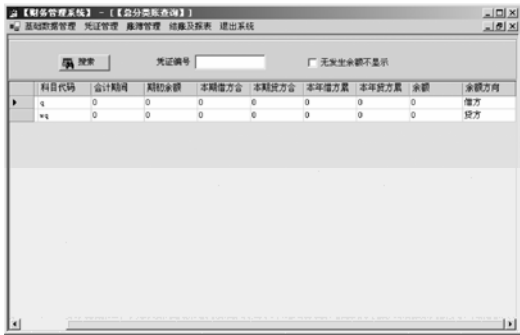 【财务管理系统】 - [【总分类账查询】]
基础数据管理 凭证管理 账簿管理 结账及报表 退出系统
搜索 凭证编号 无发生余额不显示
科目代码 会计期间 期初余额 本期借方合 本期贷方合 本年借方累 本年贷方累 余额 余额方向
q 0 0 0 0 0 0 0 借方
wq 0 0 0 0 0 0 0 贷方